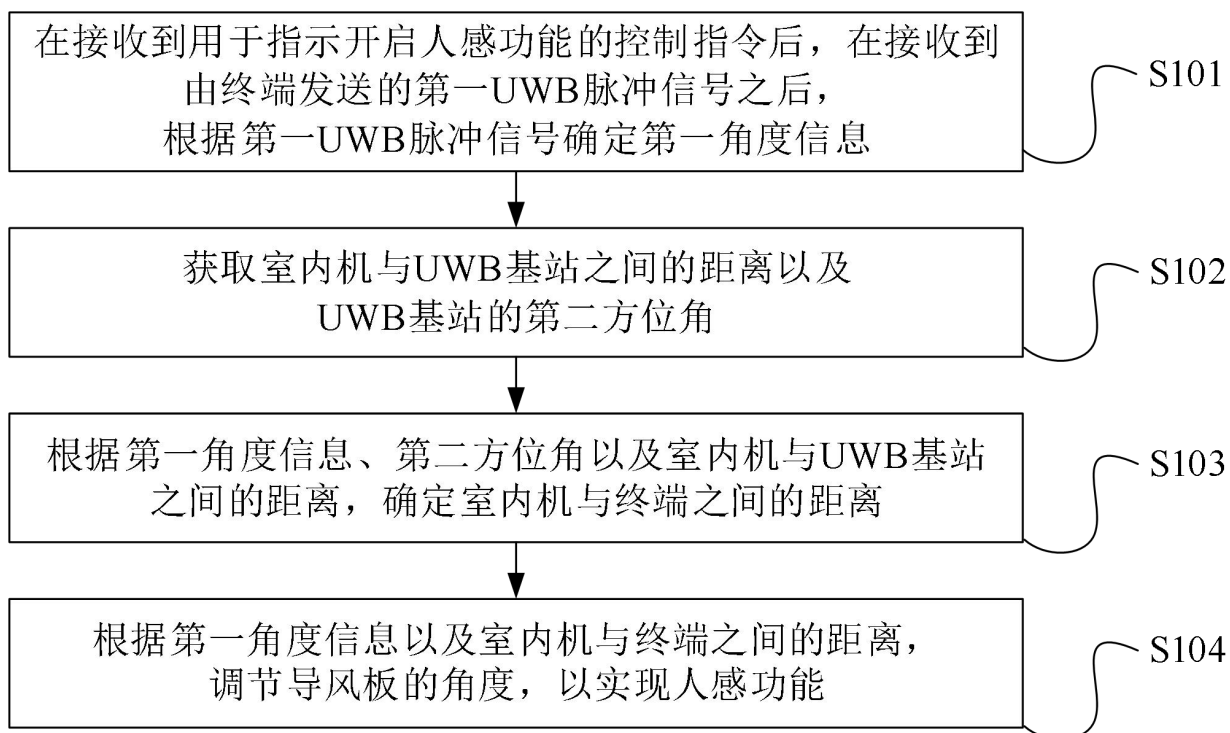 在接收到用于指示开启人感功能的控制指令后，在接收到
由终端发送的第一UWB脉冲信号之后，
根据第一UWB脉冲信号确定第一角度信息
S101
获取室内机与UWB基站之间的距离以及
UWB基站的第二方位角
S102
根据第一角度信息、第二方位角以及室内机与UWB基站
之间的距离，确定室内机与终端之间的距离
S103
根据第一角度信息以及室内机与终端之间的距离，
调节导风板的角度，以实现人感功能
S104